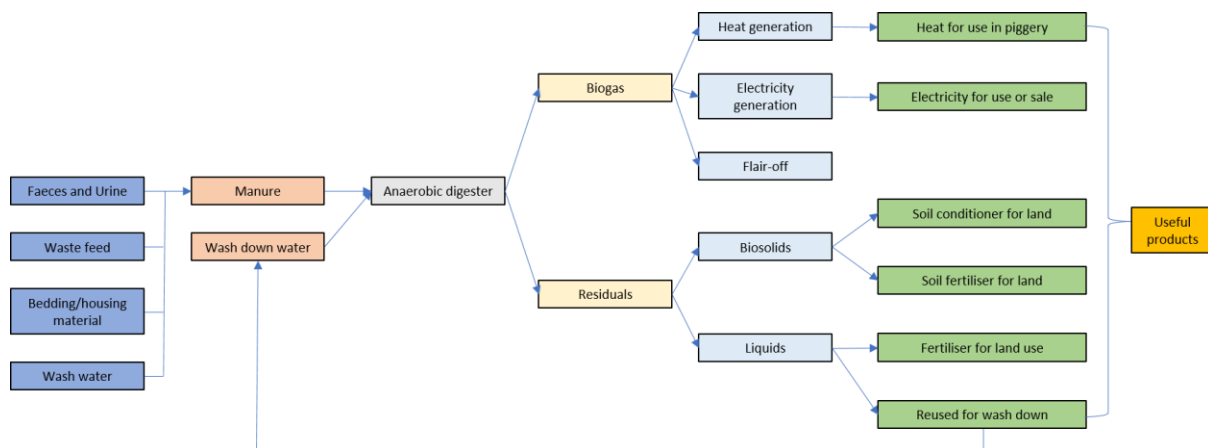 Faeces and Urine
Waste feed
Bedding/housing
material
Wash water
Manure
Wash down water
Anaerobic digester
Biogas
Residuals
Heat generation
Electricity
generation
Flair-off
Biosolids
Liquids
Heat for use in piggery
Electricity for use or sale
Soil conditioner for land
Soil fertiliser for land
Fertiliser for land use
Reused for wash down
Useful
products